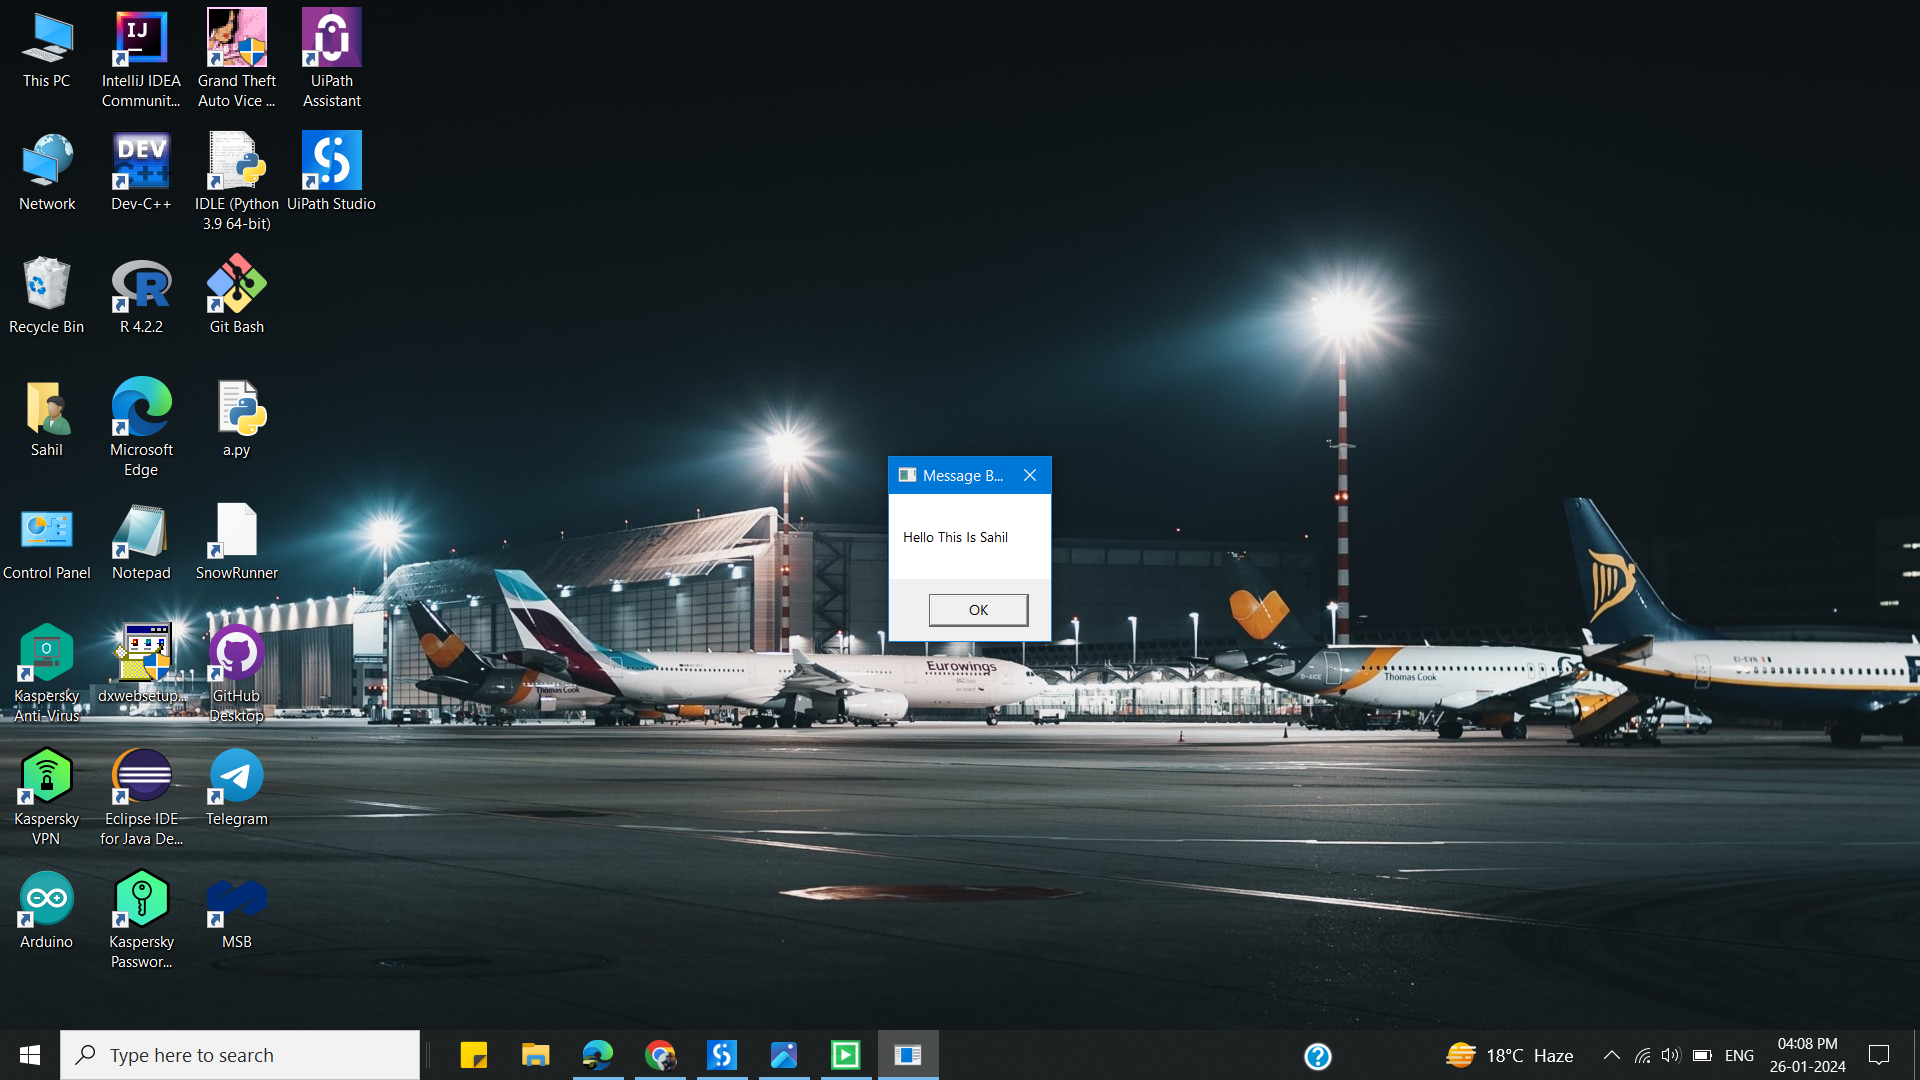 This PC
IntelliJ IDEA
Communit...
Grand Theft
Auto Vice ...
UiPath
Assistant
Network
Dev-C++
IDLE (Python
3.9 64-bit)
UiPath Studio
Recycle Bin
R 4.2.2
Git Bash
Sahil
Microsoft
Edge
a.py
Control Panel
Notepad
SnowRunner
Kaspersky
Anti-Virus
dxwebsetup...
GitHub
Desktop
Kaspersky
VPN
Eclipse IDE
for Java De...
Telegram
Arduino
Kaspersky
Passwor...
MSB
IJ
DEV
C++
R
Message B...
Hello This Is Sahil
OK
Thomas Cook
Eurowings
Thomas Cook
Type here to search
18°C Haze
ENG
04:08 PM
26-01-2024